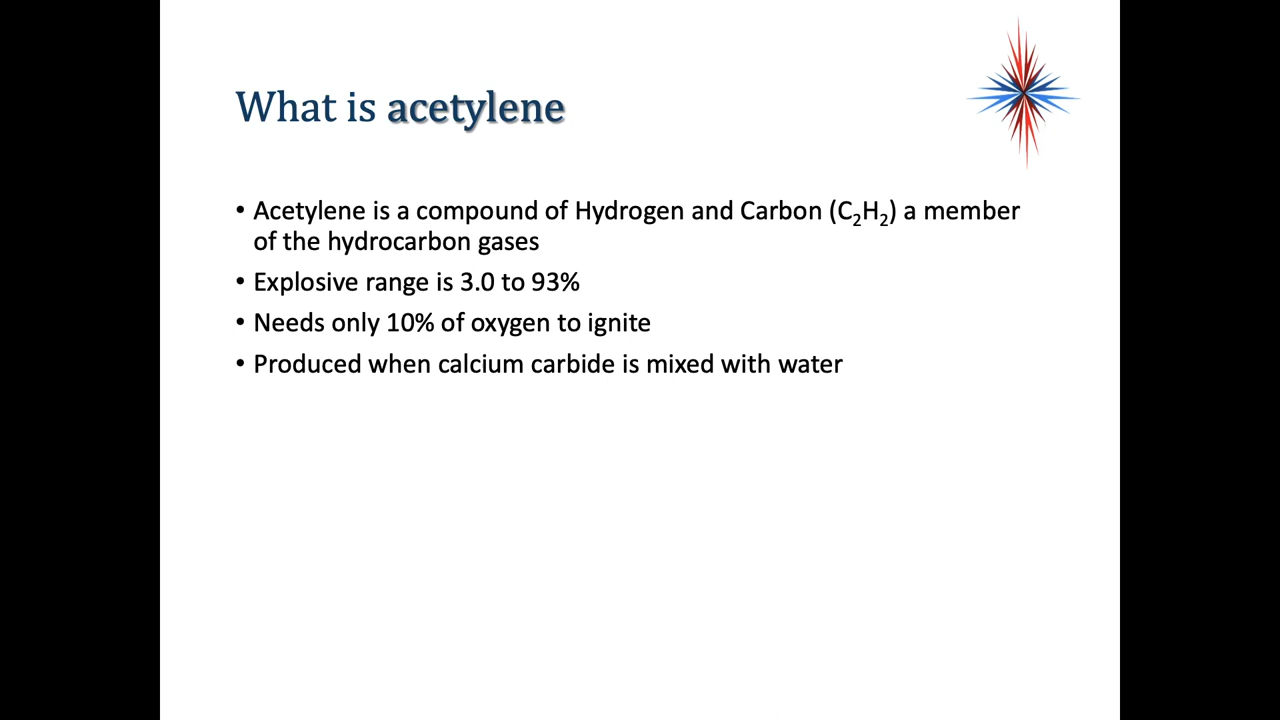 What is acetylene
• Acetylene is a compound of Hydrogen and Carbon (C₂H₂) a member
of the hydrocarbon gases
• Explosive range is 3.0 to 93%
• Needs only 10% of oxygen to ignite
• Produced when calcium carbide is mixed with water